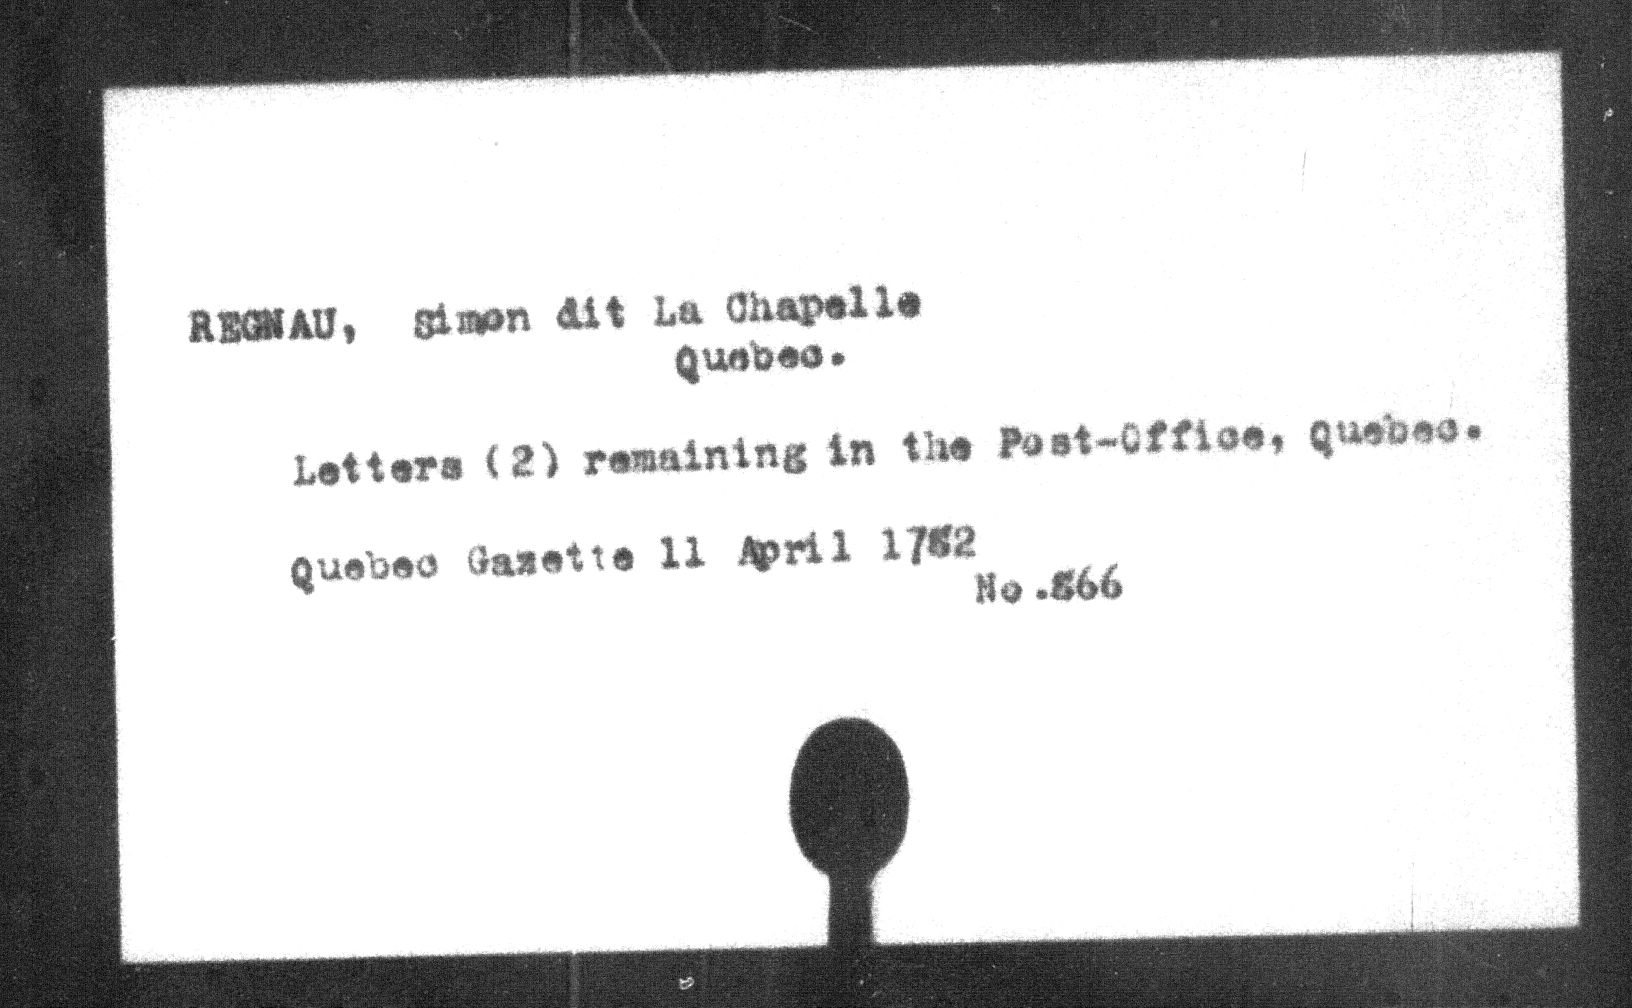 REGNAU, Simon dit La Chapelle
Quebec.
Letters (2) remaining in the Post-Office, Quebec.
Quebec Gazette 11 April 1782
No.866